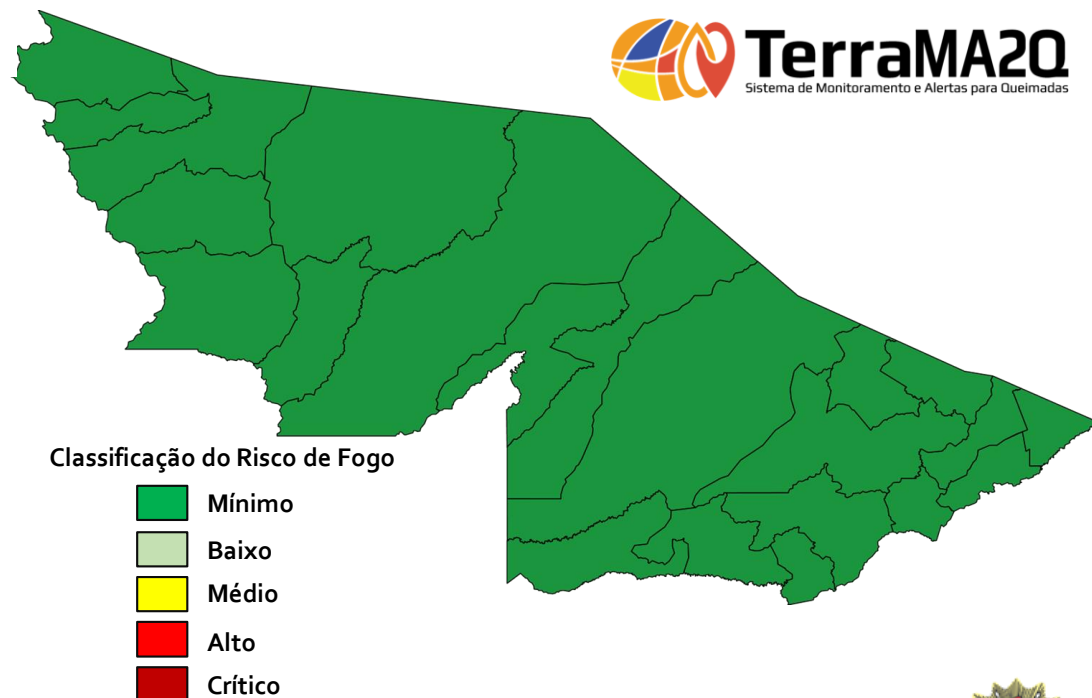 TerraMA2Q
Sistema de Monitoramento e Alertas para Queimadas
Classificação do Risco de Fogo
Mínimo
Baixo
Médio
Alto
Crítico